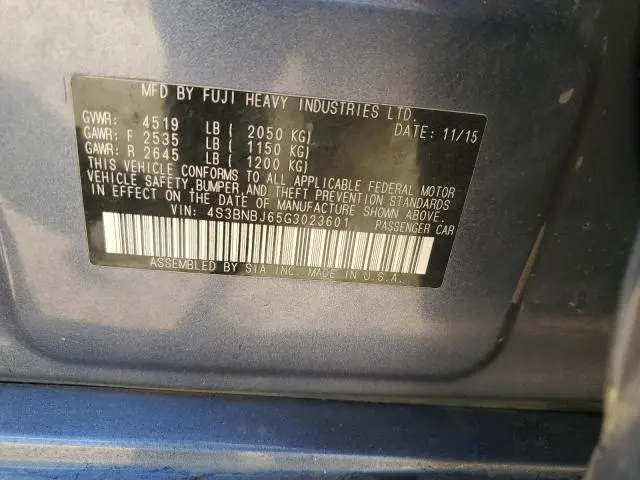 MFD BY FUJI HEAVY INDUSTRIES LTD.
GVWR: 4519 LB ( 2050 KG) DATE: 11/15
GAWR: F 2535 LB ( 1150 KG)
GAWR: R 2645 LB ( 1200 KG)
THIS VEHICLE CONFORMS TO ALL APPLICABLE FEDERAL MOTOR
VEHICLE SAFETY, BUMPER, AND THEFT PREVENTION STANDARDS
IN EFFECT ON THE DATE OF MANUFACTURE SHOWN ABOVE.
VIN: 4S3BNBJ65G3023601 PASSENGER CAR
ASSEMBLED BY SIA INC. MADE IN U.S.A.